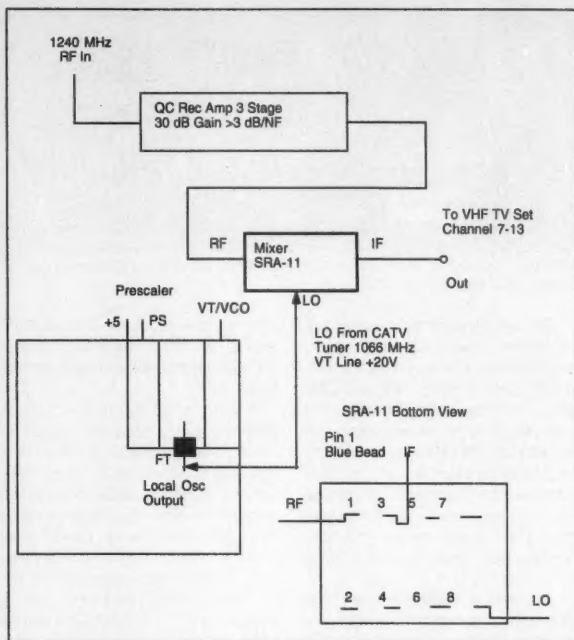 1240 MHz
RF In
QC Rec Amp 3 Stage
30 dB Gain >3 dB/NF
To VHF TV Set
Channel 7-13
RF
Mixer
SRA-11
IF
Out
LO
Prescaler
+5
PS
VT/VCO
LO From CATV
Tuner 1066 MHz
VT Line +20V
SRA-11 Bottom View
Pin 1
Blue Bead
IF
FT
Local Osc
Output
RF
1 3 5 7
2 4 6 8
LO